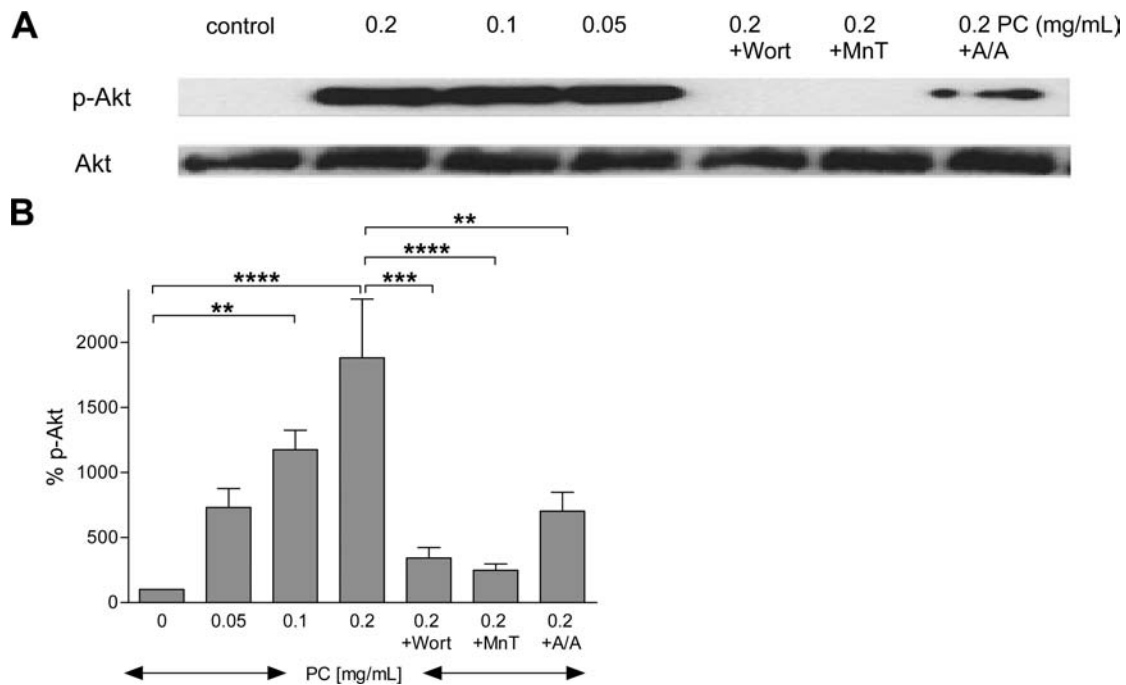 A
control 0.2 0.1 0.05 0.2 0.2 0.2 PC (mg/mL)
+Wort +MnT +A/A
p-Akt
Akt
B
**
****
**** ***
**
2000
1500
1000
500
0
% p-Akt
0 0.05 0.1 0.2 0.2 0.2 0.2
+Wort +MnT +A/A
PC [mg/mL]